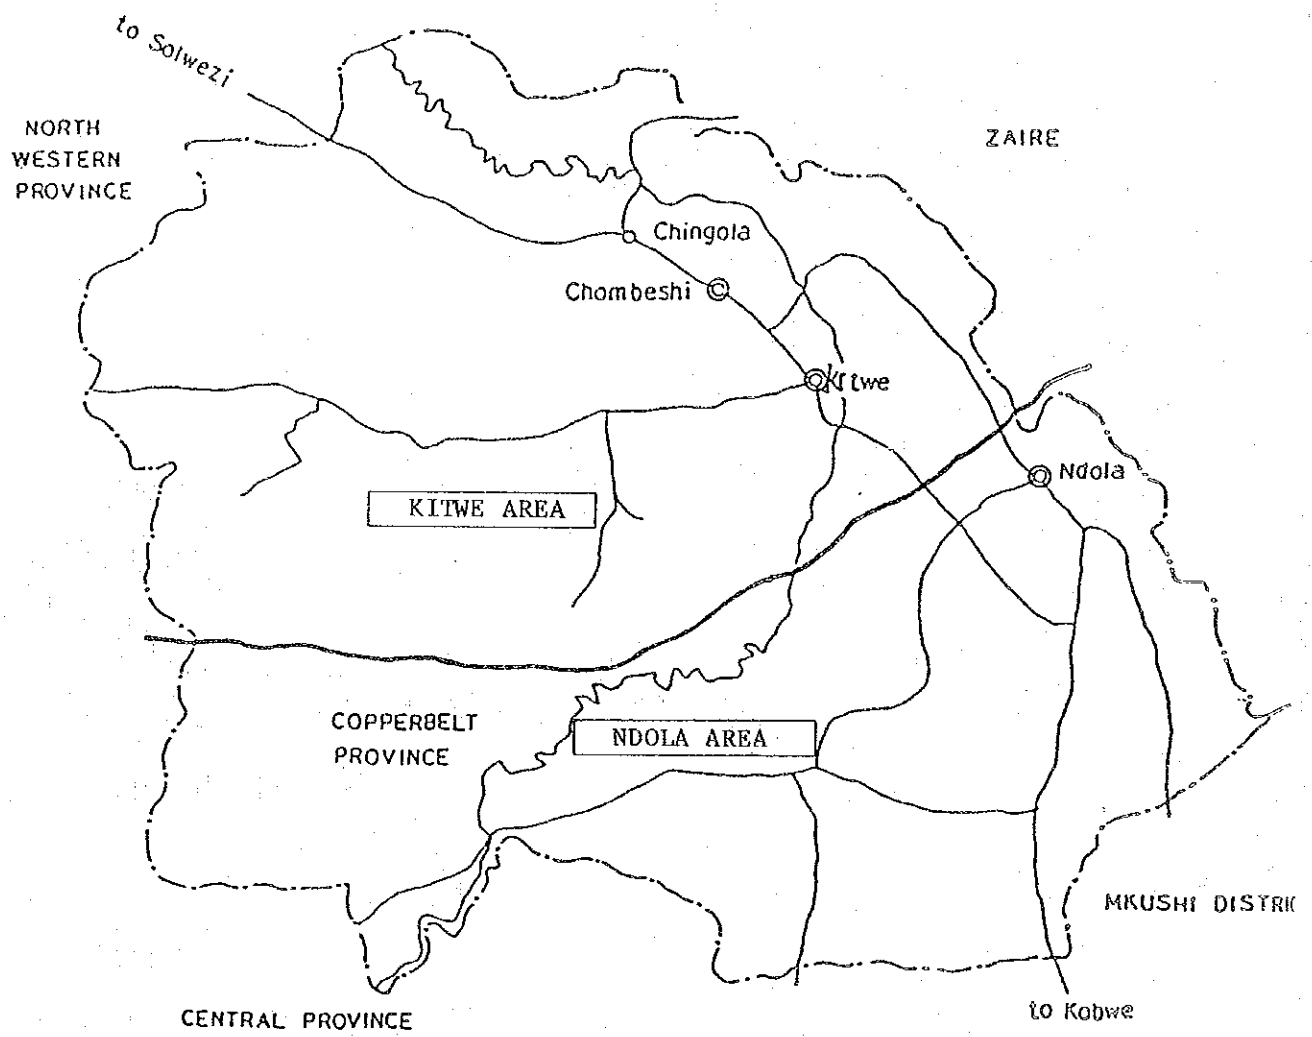 to Solwezi
NORTH
WESTERN
PROVINCE
ZAIRE
Chingola
Chombeshi
Kitwe
Ndola
KITWE AREA
COPPERBELT
PROVINCE
NDOLA AREA
MKUSHI DISTRIC
CENTRAL PROVINCE
to Kobwe